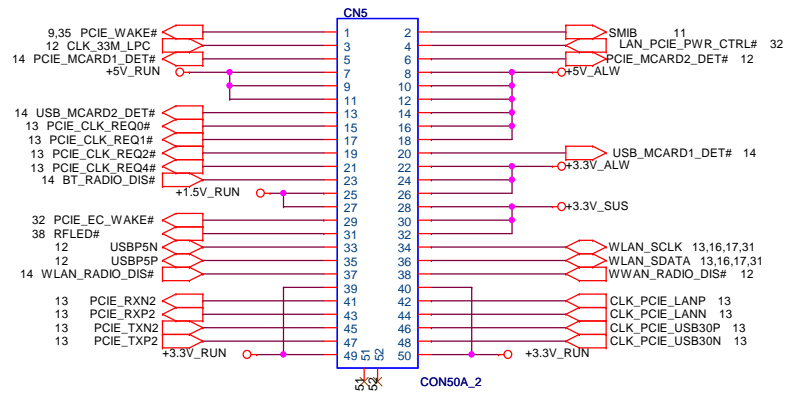 CN5
9,35 PCIE_WAKE# 1 2 SMIB 11
12 CLK_33M_LPC 3 4 LAN_PCIE_PWR_CTRL# 32
14 PCIE_MCARD1_DET# 5 6 PCIE_MCARD2_DET# 12
+5V_RUN 7 8 +5V_ALW
9 10
11 12
14 USB_MCARD2_DET# 13 14
13 PCIE_CLK_REQ0# 15 16
13 PCIE_CLK_REQ1# 17 18
13 PCIE_CLK_REQ2# 19 20 USB_MCARD1_DET# 14
13 PCIE_CLK_REQ4# 21 22 +3.3V_ALW
14 BT_RADIO_DIS# 23 24
+1.5V_RUN 25 26
27 28 +3.3V_SUS
32 PCIE_EC_WAKE# 29 30
38 RFLED# 31 32
12 USBP5N 33 34 WLAN_SCLK 13,16,17,31
12 USBP5P 35 36 WLAN_SDATA 13,16,17,31
14 WLAN_RADIO_DIS# 37 38 WWAN_RADIO_DIS# 12
39 40
13 PCIE_RXN2 41 42 CLK_PCIE_LANP 13
13 PCIE_RXP2 43 44 CLK_PCIE_LANN 13
13 PCIE_TXN2 45 46 CLK_PCIE_USB30P 13
13 PCIE_TXP2 47 48 CLK_PCIE_USB30N 13
+3.3V_RUN 49 51 52 50 +3.3V_RUN
51 52
CON50A_2